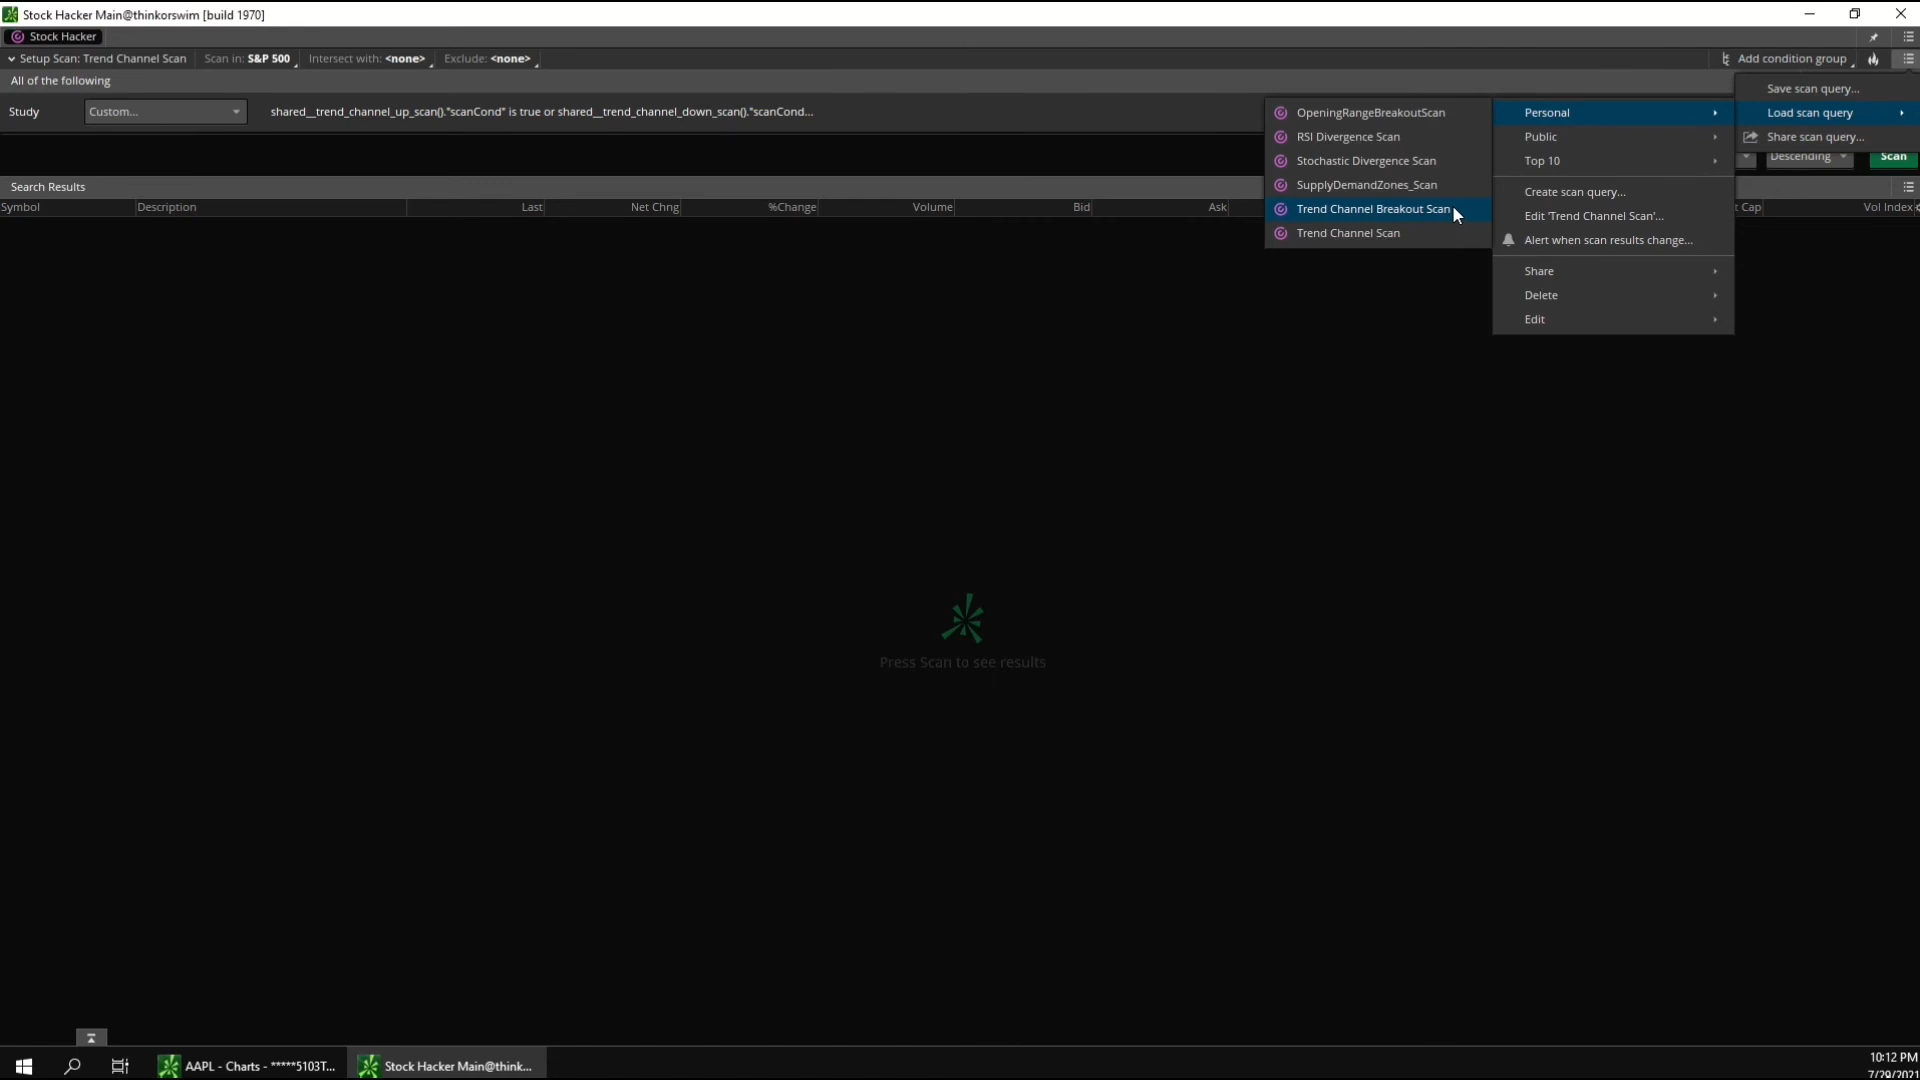 Stock Hacker Main@thinkorswim [build 1970]
Stock Hacker
Setup Scan: Trend Channel Scan Scan in: S&P 500 Intersect with: <none> Exclude: <none> Add condition group
All of the following
Save scan query...
Study Custom... shared__trend_channel_up_scan()."scanCond" is true or shared__trend_channel_down_scan()."scanCond...
OpeningRangeBreakoutScan Personal Load scan query
RSI Divergence Scan Public Share scan query...
Stochastic Divergence Scan Top 10 Descending Scan
SupplyDemandZones_Scan Create scan query...
Search Results
Symbol Description Last Net Chng %Change Volume Bid Ask Cap Vol Index
Trend Channel Breakout Scan Edit 'Trend Channel Scan'...
Trend Channel Scan Alert when scan results change...
Share
Delete
Edit
Press Scan to see results
AAPL - Charts - *****5103T... Stock Hacker Main@think... 10:12 PM
7/29/2021